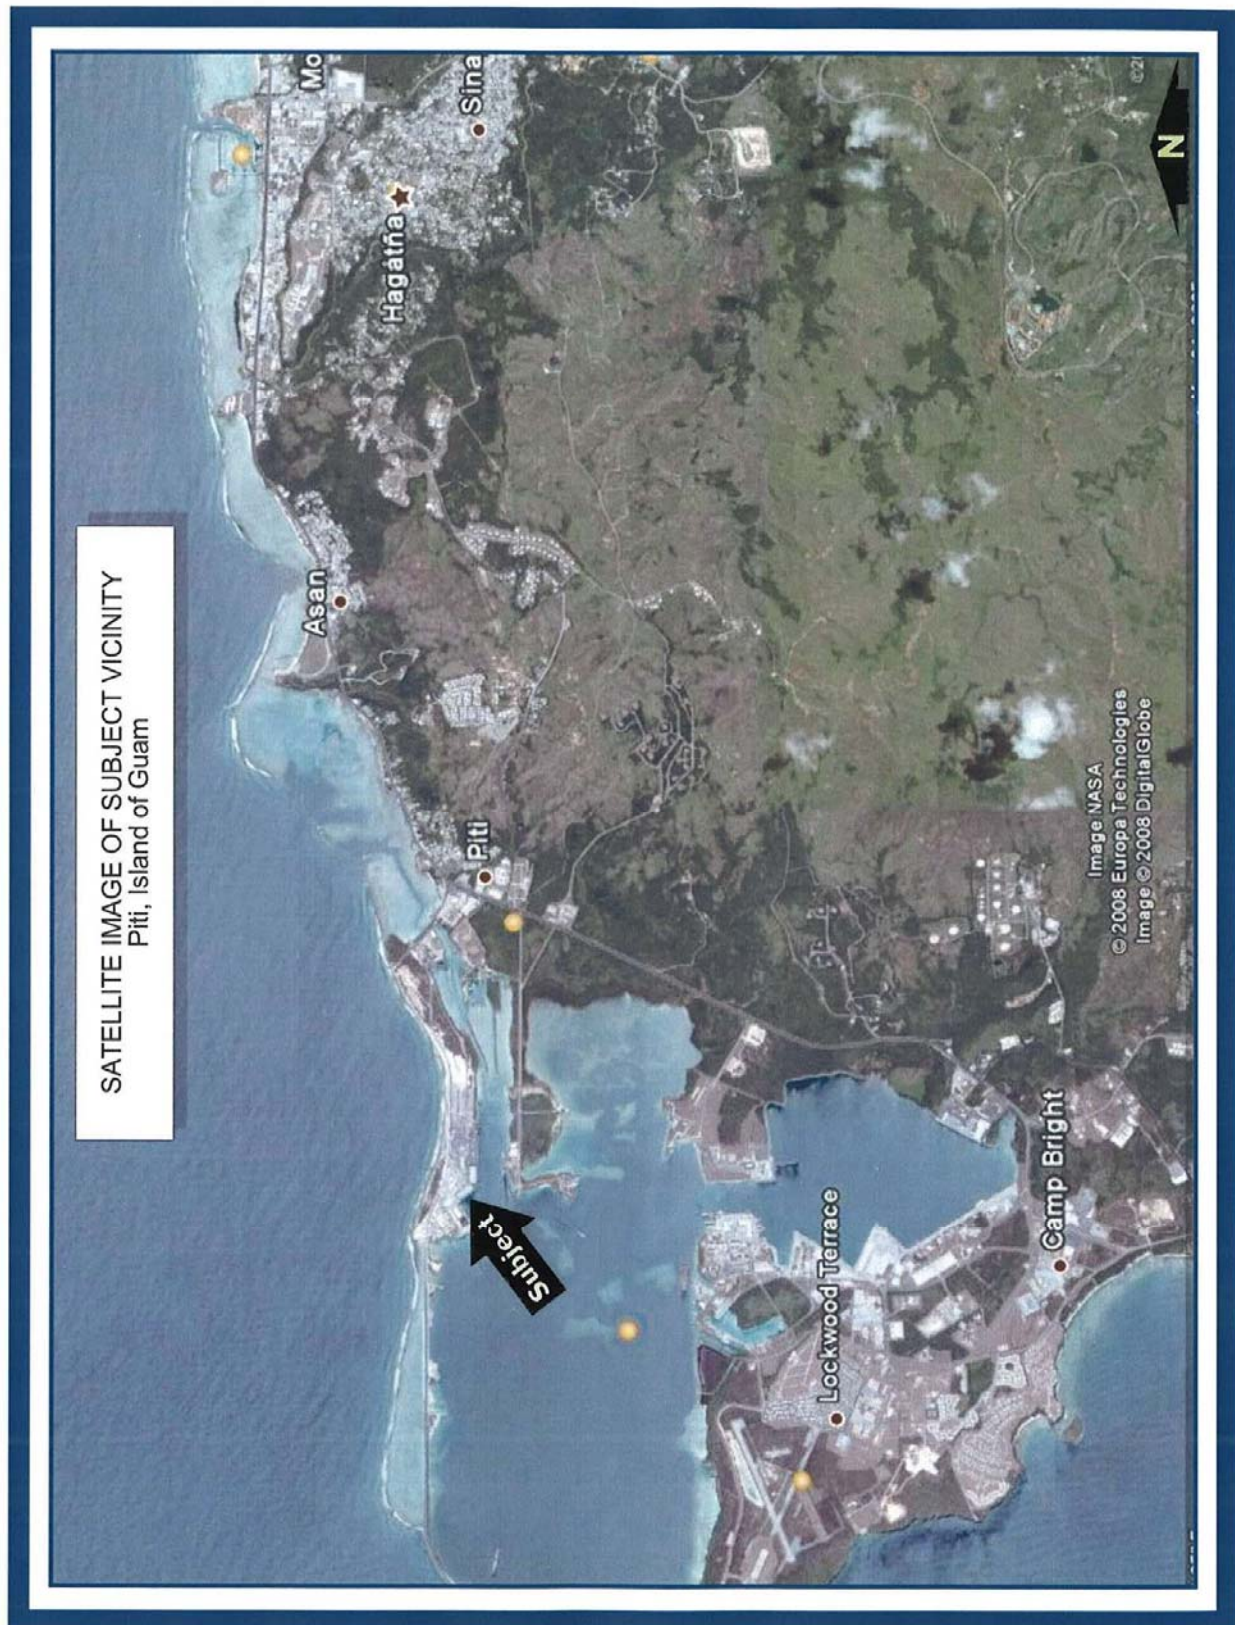 SATELLITE IMAGE OF SUBJECT VICINITY
Piti, Island of Guam
Mo
Sina
Hagåtña
Asan
Piti
Subject
Lockwood Terrace
Camp Bright
Image NASA
© 2008 Europa Technologies
Image © 2008 DigitalGlobe
N